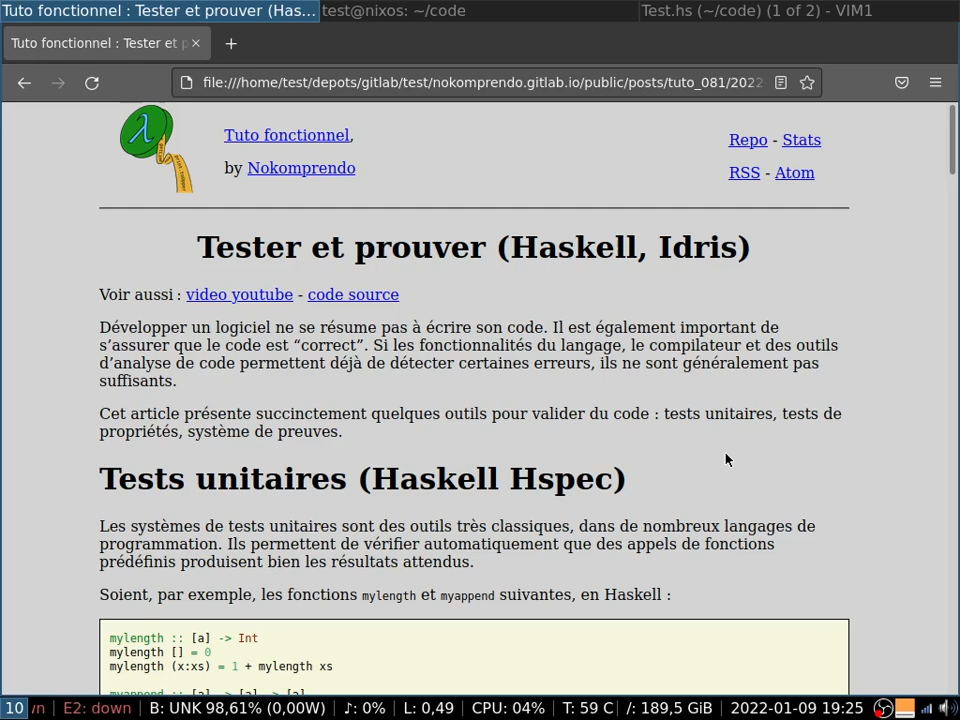 Tuto fonctionnel : Tester et prouver (Has... test@nixos: ~/code Test.hs (~/code) (1 of 2) - VIM1
Tuto fonctionnel : Tester et p
file:///home/test/depots/gitlab/test/nokomprendo.gitlab.io/public/posts/tuto_081/2022
λ
Tuto fonctionnel, Repo - Stats
by Nokomprendo RSS - Atom
Tester et prouver (Haskell, Idris)
Voir aussi : video youtube - code source
Développer un logiciel ne se résume pas à écrire son code. Il est également important de
s’assurer que le code est “correct”. Si les fonctionnalités du langage, le compilateur et des outils
d’analyse de code permettent déjà de détecter certaines erreurs, ils ne sont généralement pas
suffisants.
Cet article présente succinctement quelques outils pour valider du code : tests unitaires, tests de
propriétés, système de preuves.
Tests unitaires (Haskell Hspec)
Les systèmes de tests unitaires sont des outils très classiques, dans de nombreux langages de
programmation. Ils permettent de vérifier automatiquement que des appels de fonctions
prédéfinis produisent bien les résultats attendus.
Soient, par exemple, les fonctions mylength et myappend suivantes, en Haskell :
mylength :: [a] -> Int
mylength [] = 0
mylength (x:xs) = 1 + mylength xs
myappend :: [a] -> [a] -> [a]
10 E2: down B: UNK 98,61% (0,00W) ♪: 0% L: 0,49 CPU: 04% T: 59 C /: 189,5 GiB 2022-01-09 19:25